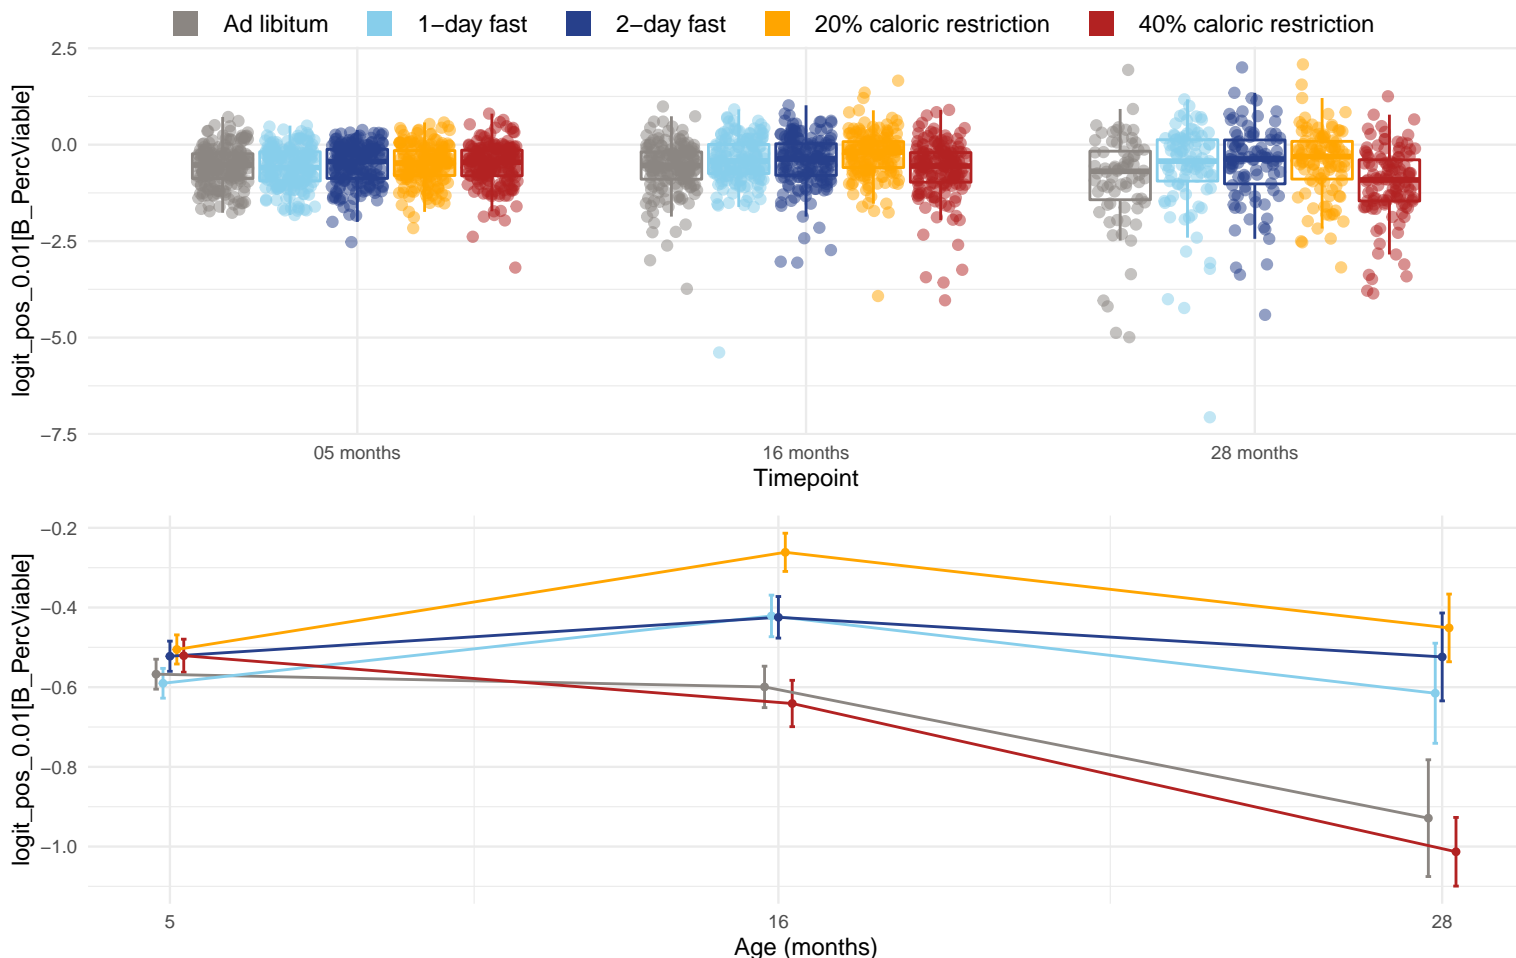 Ad libitum 1−day fast 2−day fast 20% caloric restriction 40% caloric restriction
logit_pos_0.01[B_PercViable]
2.5
0.0
−2.5
−5.0
−7.5
05 months 16 months 28 months
Timepoint
logit_pos_0.01[B_PercViable]
−0.2
−0.4
−0.6
−0.8
−1.0
5 16 28
Age (months)